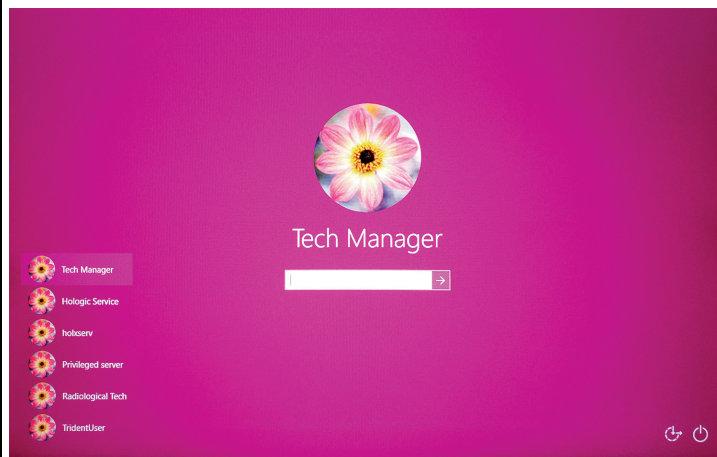 Tech Manager
Tech Manager
Hologic Service
holxserv
Privileged server
Radiological Tech
TridentUser